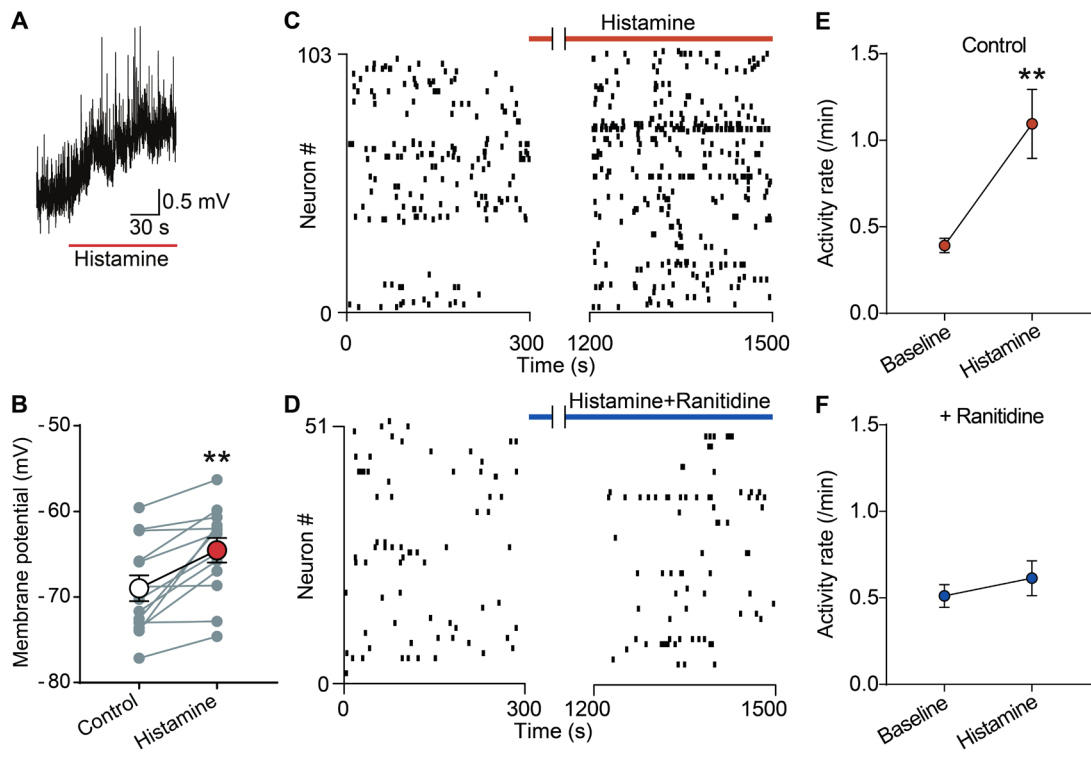 A
0.5 mV
30 s
Histamine
B
-50
-60
-70
-80
Membrane potential (mV)
**
Control
Histamine
C
Histamine
103
0
Neuron #
0 300 1200 1500
Time (s)
D
Histamine+Ranitidine
51
0
Neuron #
0 300 1200 1500
Time (s)
E
Control
**
1.5
1.0
0.5
0.0
Activity rate (/min)
Baseline
Histamine
F
+ Ranitidine
1.5
1.0
0.5
0.0
Activity rate (/min)
Baseline
Histamine